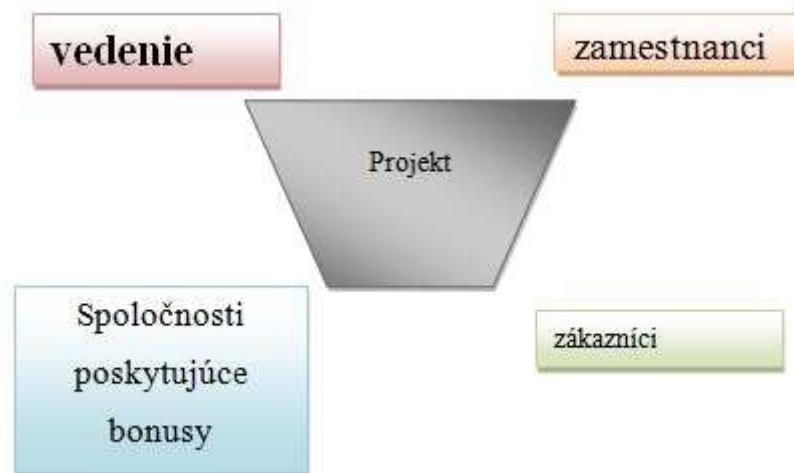 vedenie
zamestnanci
Projekt
Spoločnosti
poskytujúce
bonusy
zákazníci